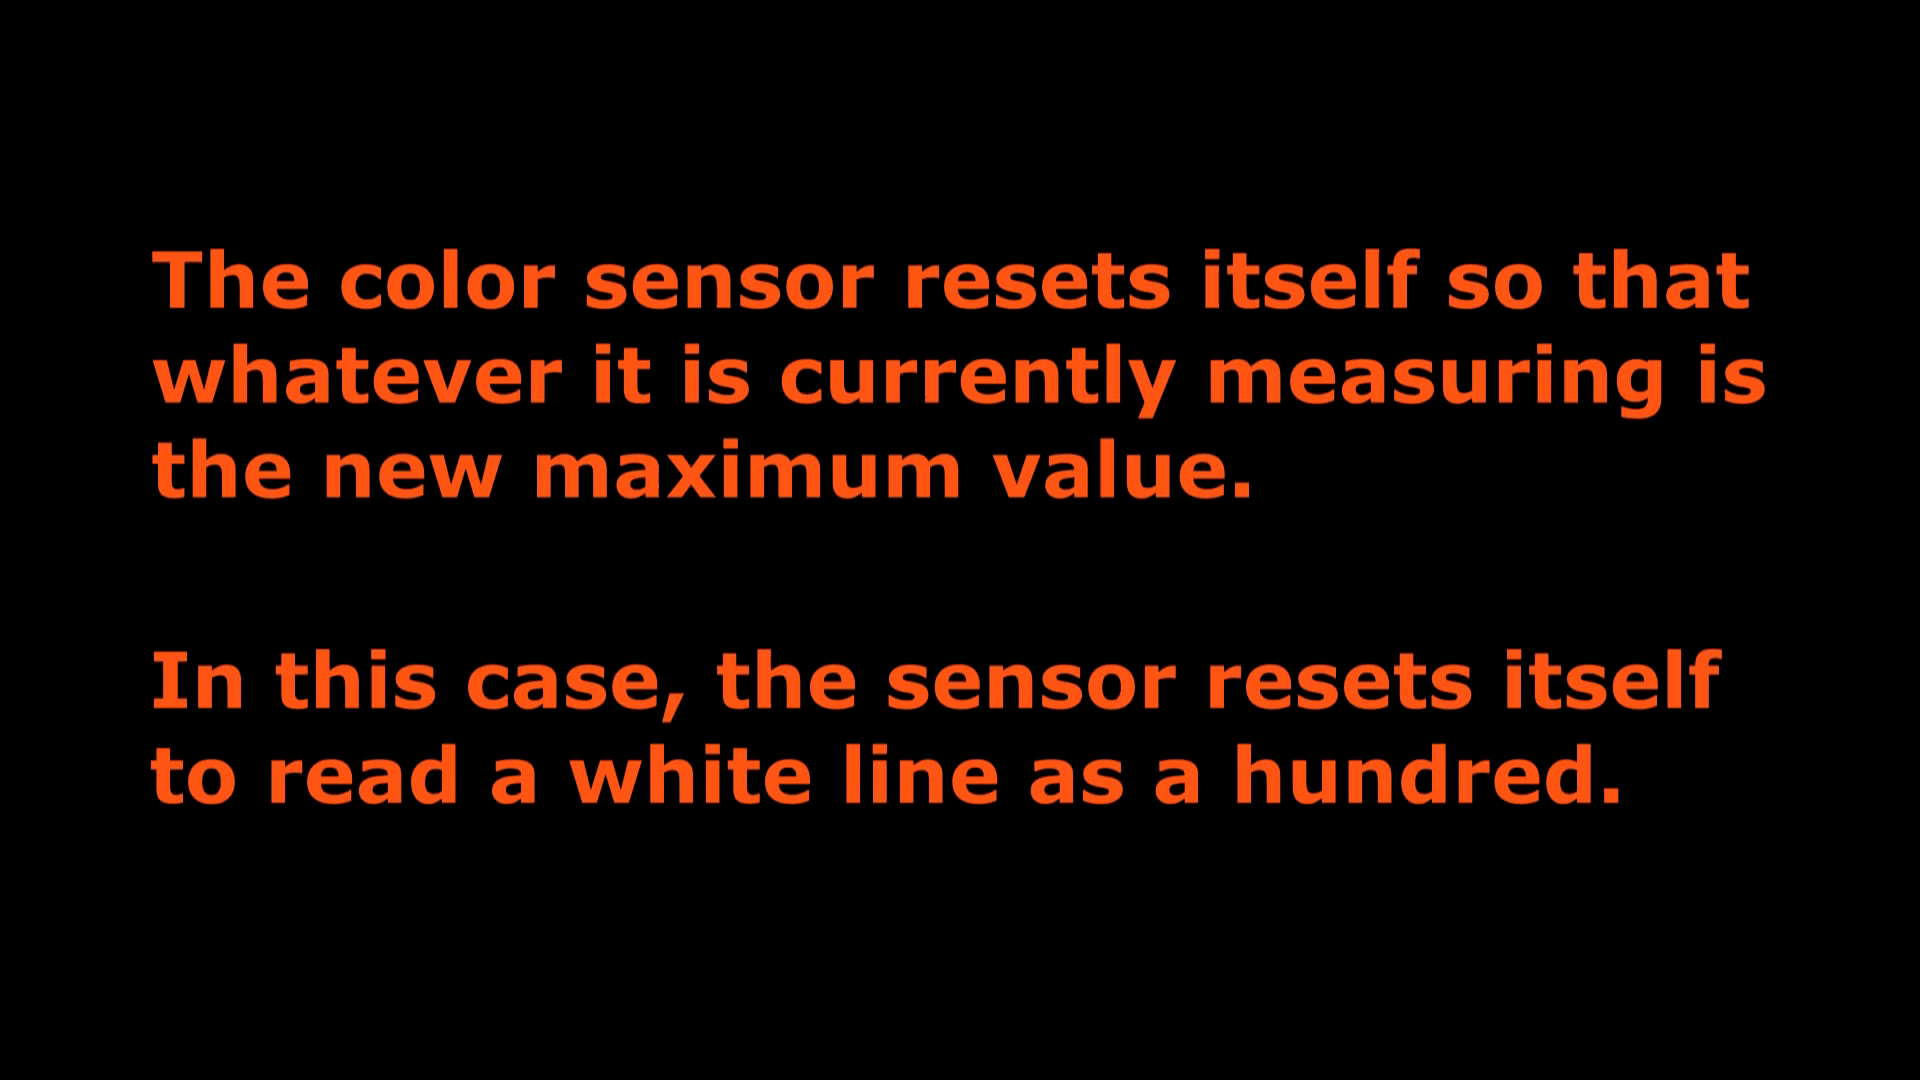 The color sensor resets itself so that
whatever it is currently measuring is
the new maximum value.
In this case, the sensor resets itself
to read a white line as a hundred.